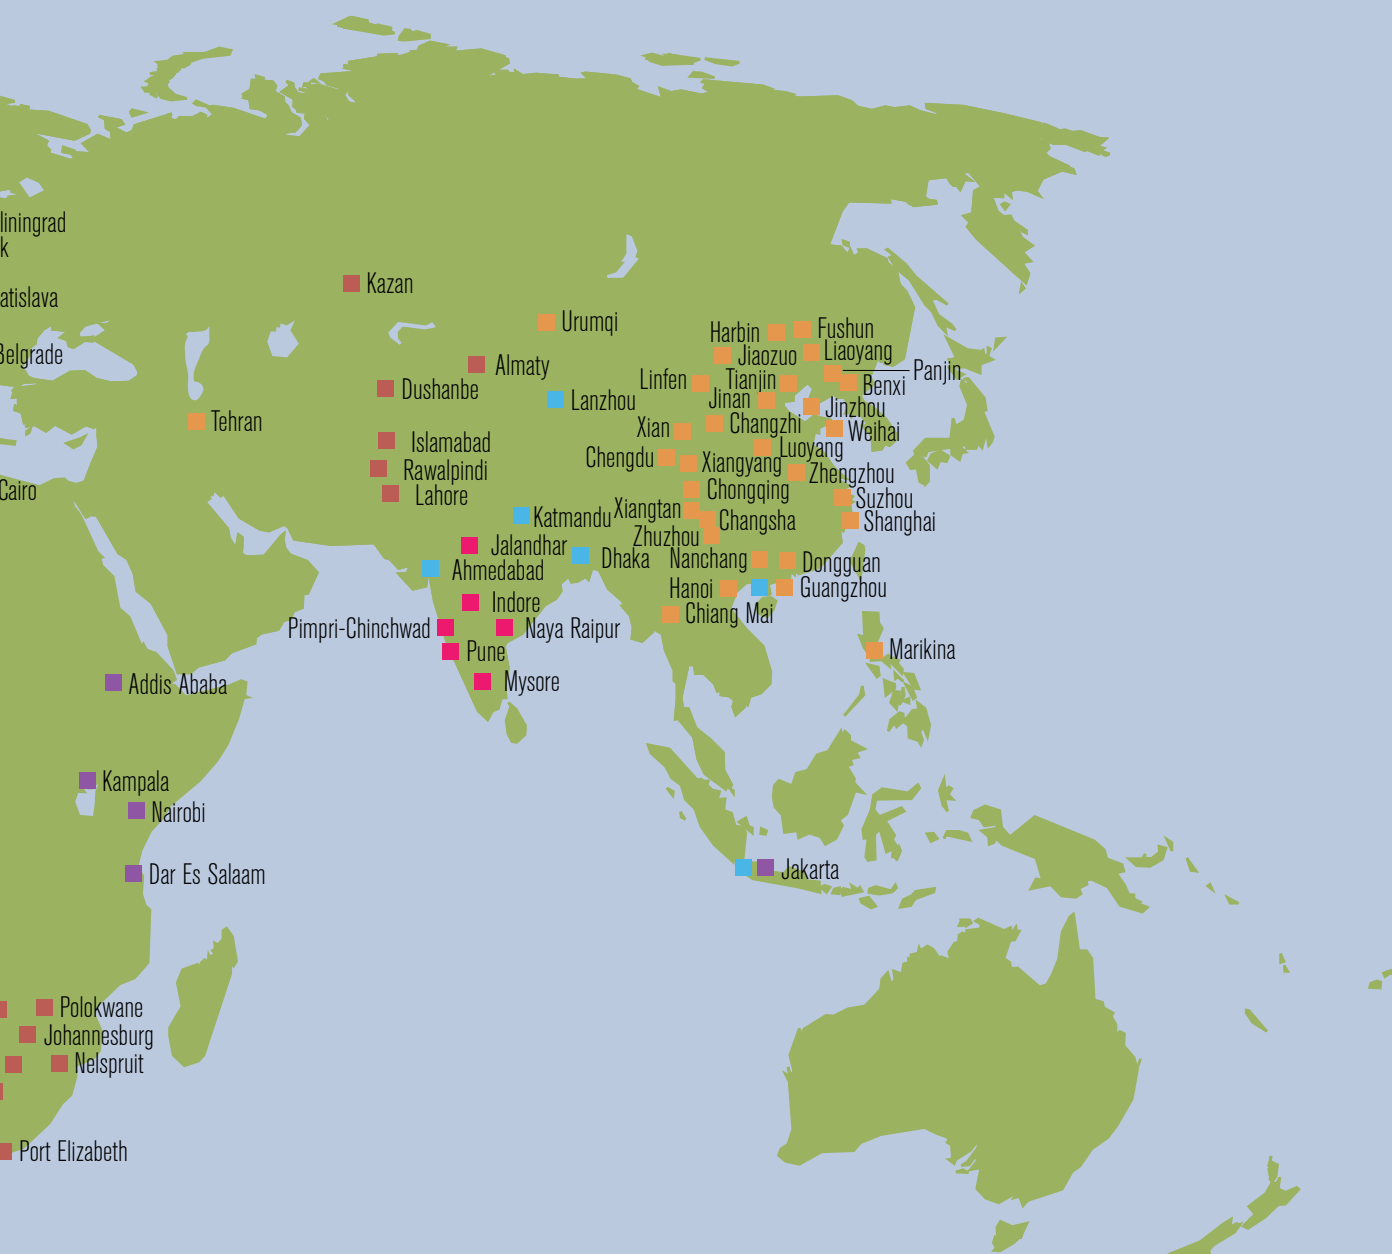 liningrad
k
Kazan
atislava
Urumqi
Harbin
Fushun
Belgrade
Jiaozuo
Liaoyang
Almaty
Panjin
Linfen
Tianjin
Benxi
Dushanbe
Lanzhou
Jinan
Jinzhou
Tehran
Xian
Changzhi
Weihai
Islamabad
Luoyang
Chengdu
Xiangyang
Rawalpindi
Zhengzhou
Cairo
Lahore
Chongqing
Suzhou
Katmandu
Xiangtan
Changsha
Shanghai
Zhuzhou
Jalandhar
Dhaka
Nanchang
Dongguan
Ahmedabad
Hanoi
Guangzhou
Indore
Chiang Mai
Pimpri-Chinchwad
Naya Raipur
Pune
Marikina
Addis Ababa
Mysore
Kampala
Nairobi
Dar Es Salaam
Jakarta
Polokwane
Johannesburg
Nelspruit
Port Elizabeth